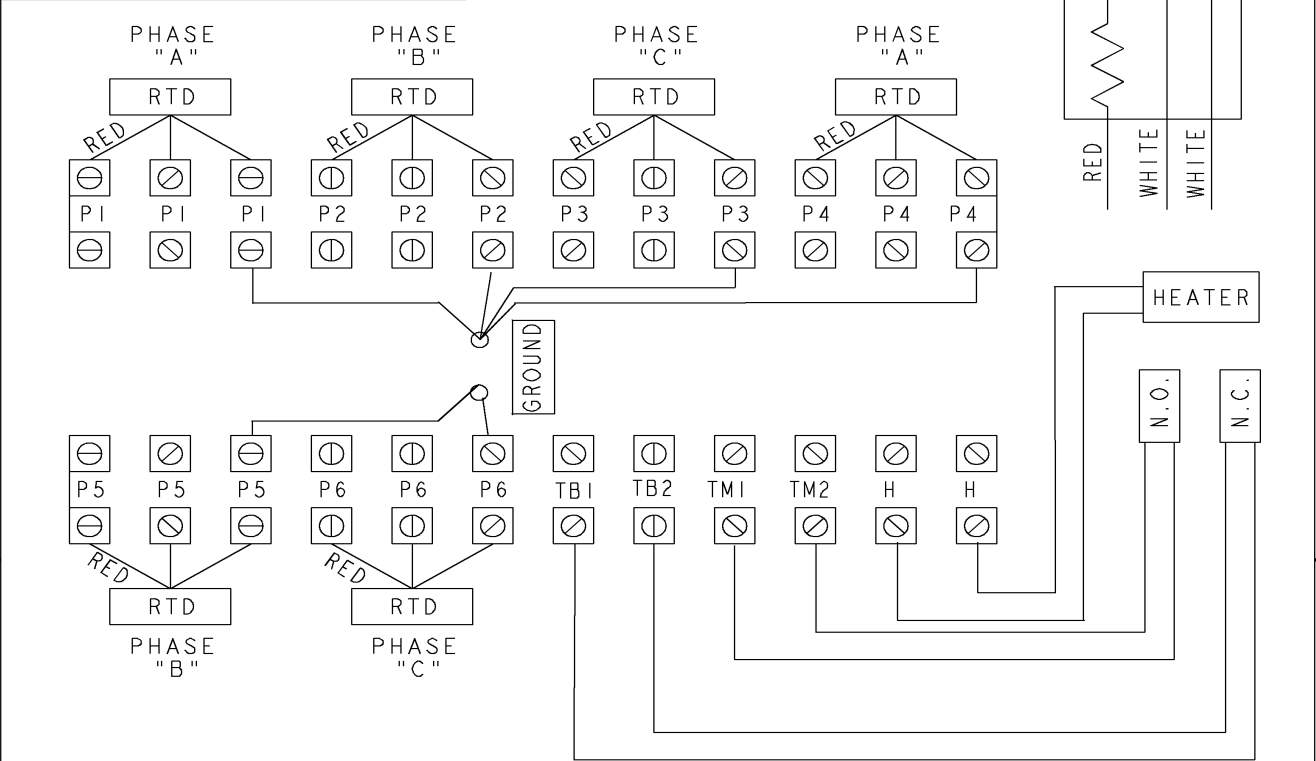 PHASE
"A"
PHASE
"B"
PHASE
"C"
PHASE
"A"
RTD
RTD
RTD
RTD
RED
RED
RED
RED
RED
WHITE
WHITE
P1 P1 P1 P2 P2 P2 P3 P3 P3 P4 P4 P4
HEATER
GROUND
N.O.
N.C.
P5 P5 P5 P6 P6 P6 TB1 TB2 TM1 TM2 H H
RED
RED
RTD
RTD
PHASE
"B"
PHASE
"C"